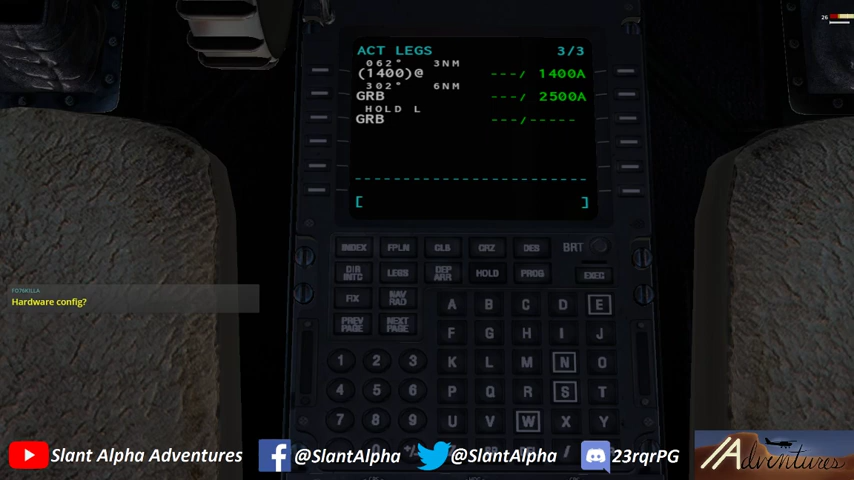 26
ACT LEGS 3/3
062° 3NM
(1400)@ ---/ 1400A
302° 6NM
GRB ---/ 2500A
HOLD L
GRB ---/-----
------------------------
[ ]
INDEX FPLN CLB CRZ DES BRT
DIR INTC LEGS DEP ARR HOLD PROG EXEC
FIX NAV RAD A B C D E
PREV PAGE NEXT PAGE F G H I J
1 2 3 K L M N O
4 5 6 P Q R S T
7 8 9 U V W X Y
FO76KILLA
Hardware config?
Slant Alpha Adventures @SlantAlpha @SlantAlpha 23rqrPG
Adventures